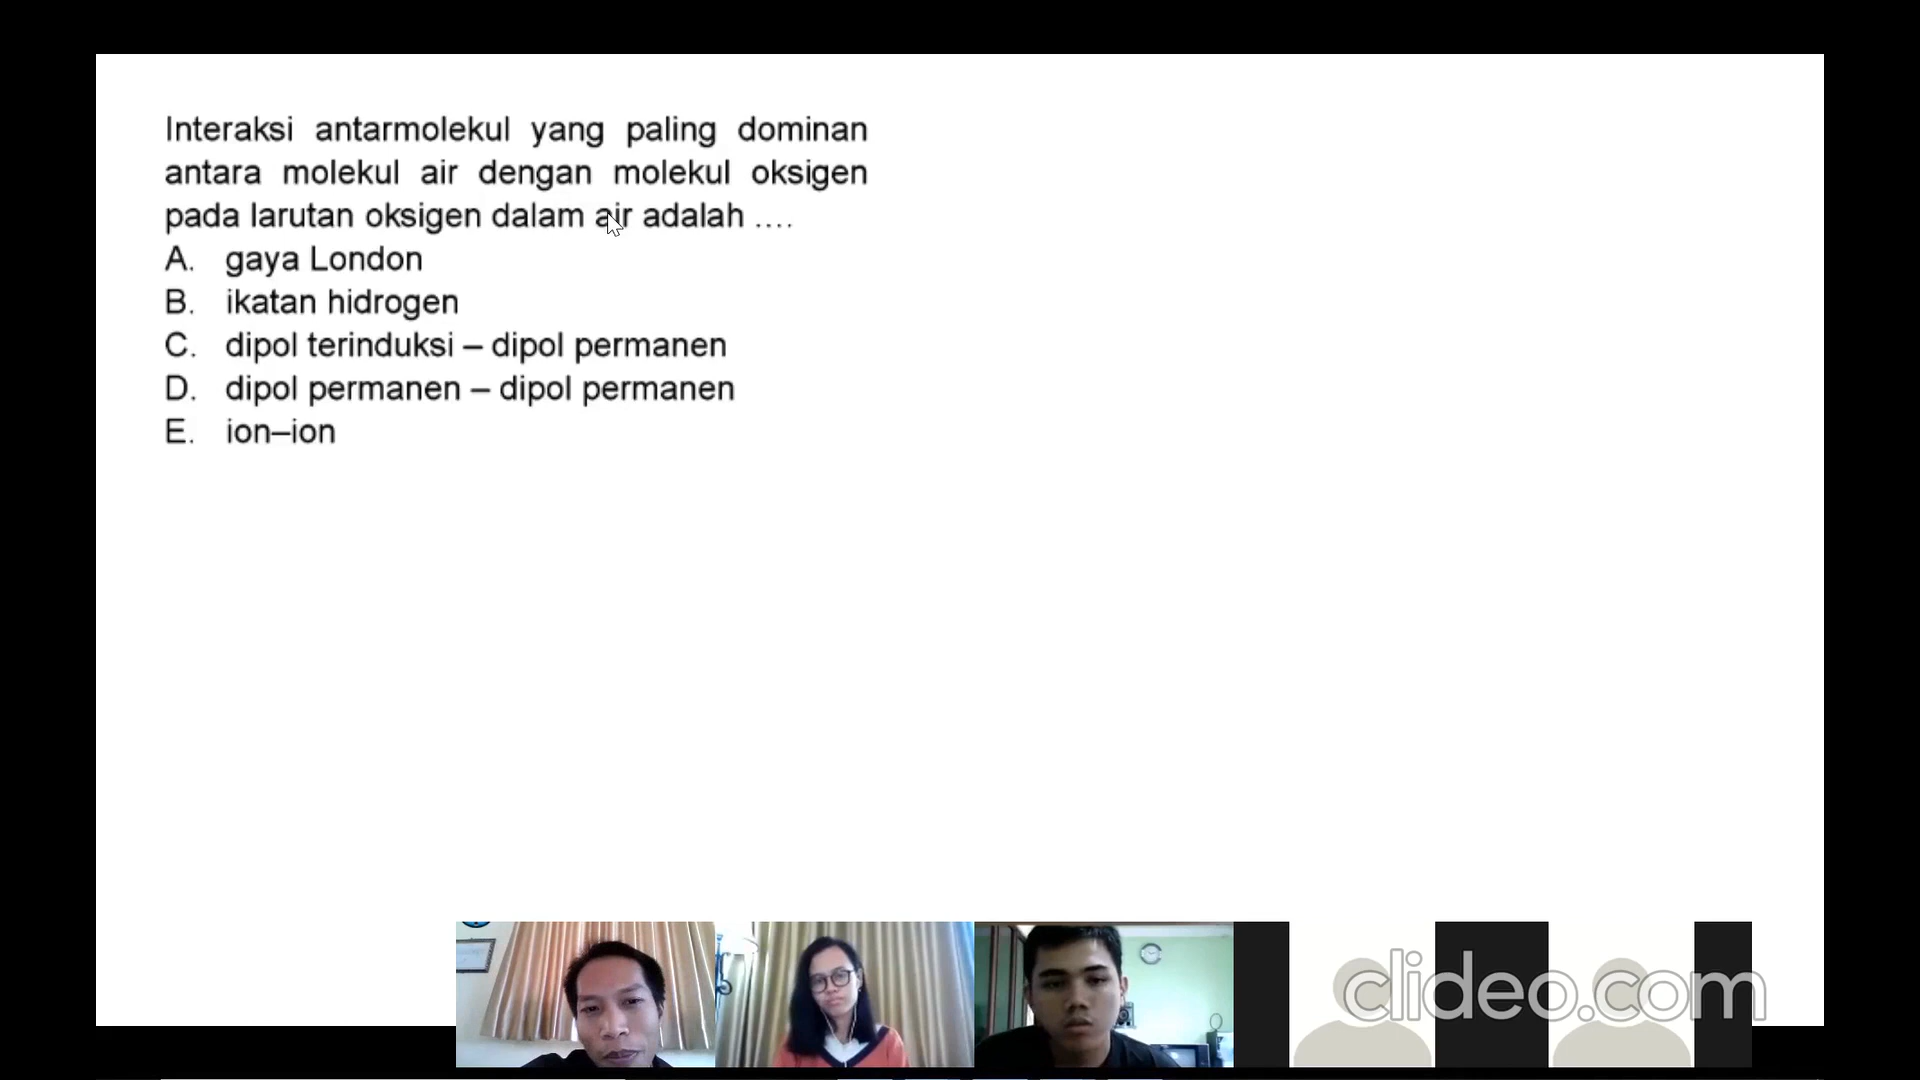 Interaksi antarmolekul yang paling dominan
antara molekul air dengan molekul oksigen
pada larutan oksigen dalam air adalah ....
A. gaya London
B. ikatan hidrogen
C. dipol terinduksi – dipol permanen
D. dipol permanen – dipol permanen
E. ion–ion
clideo.com